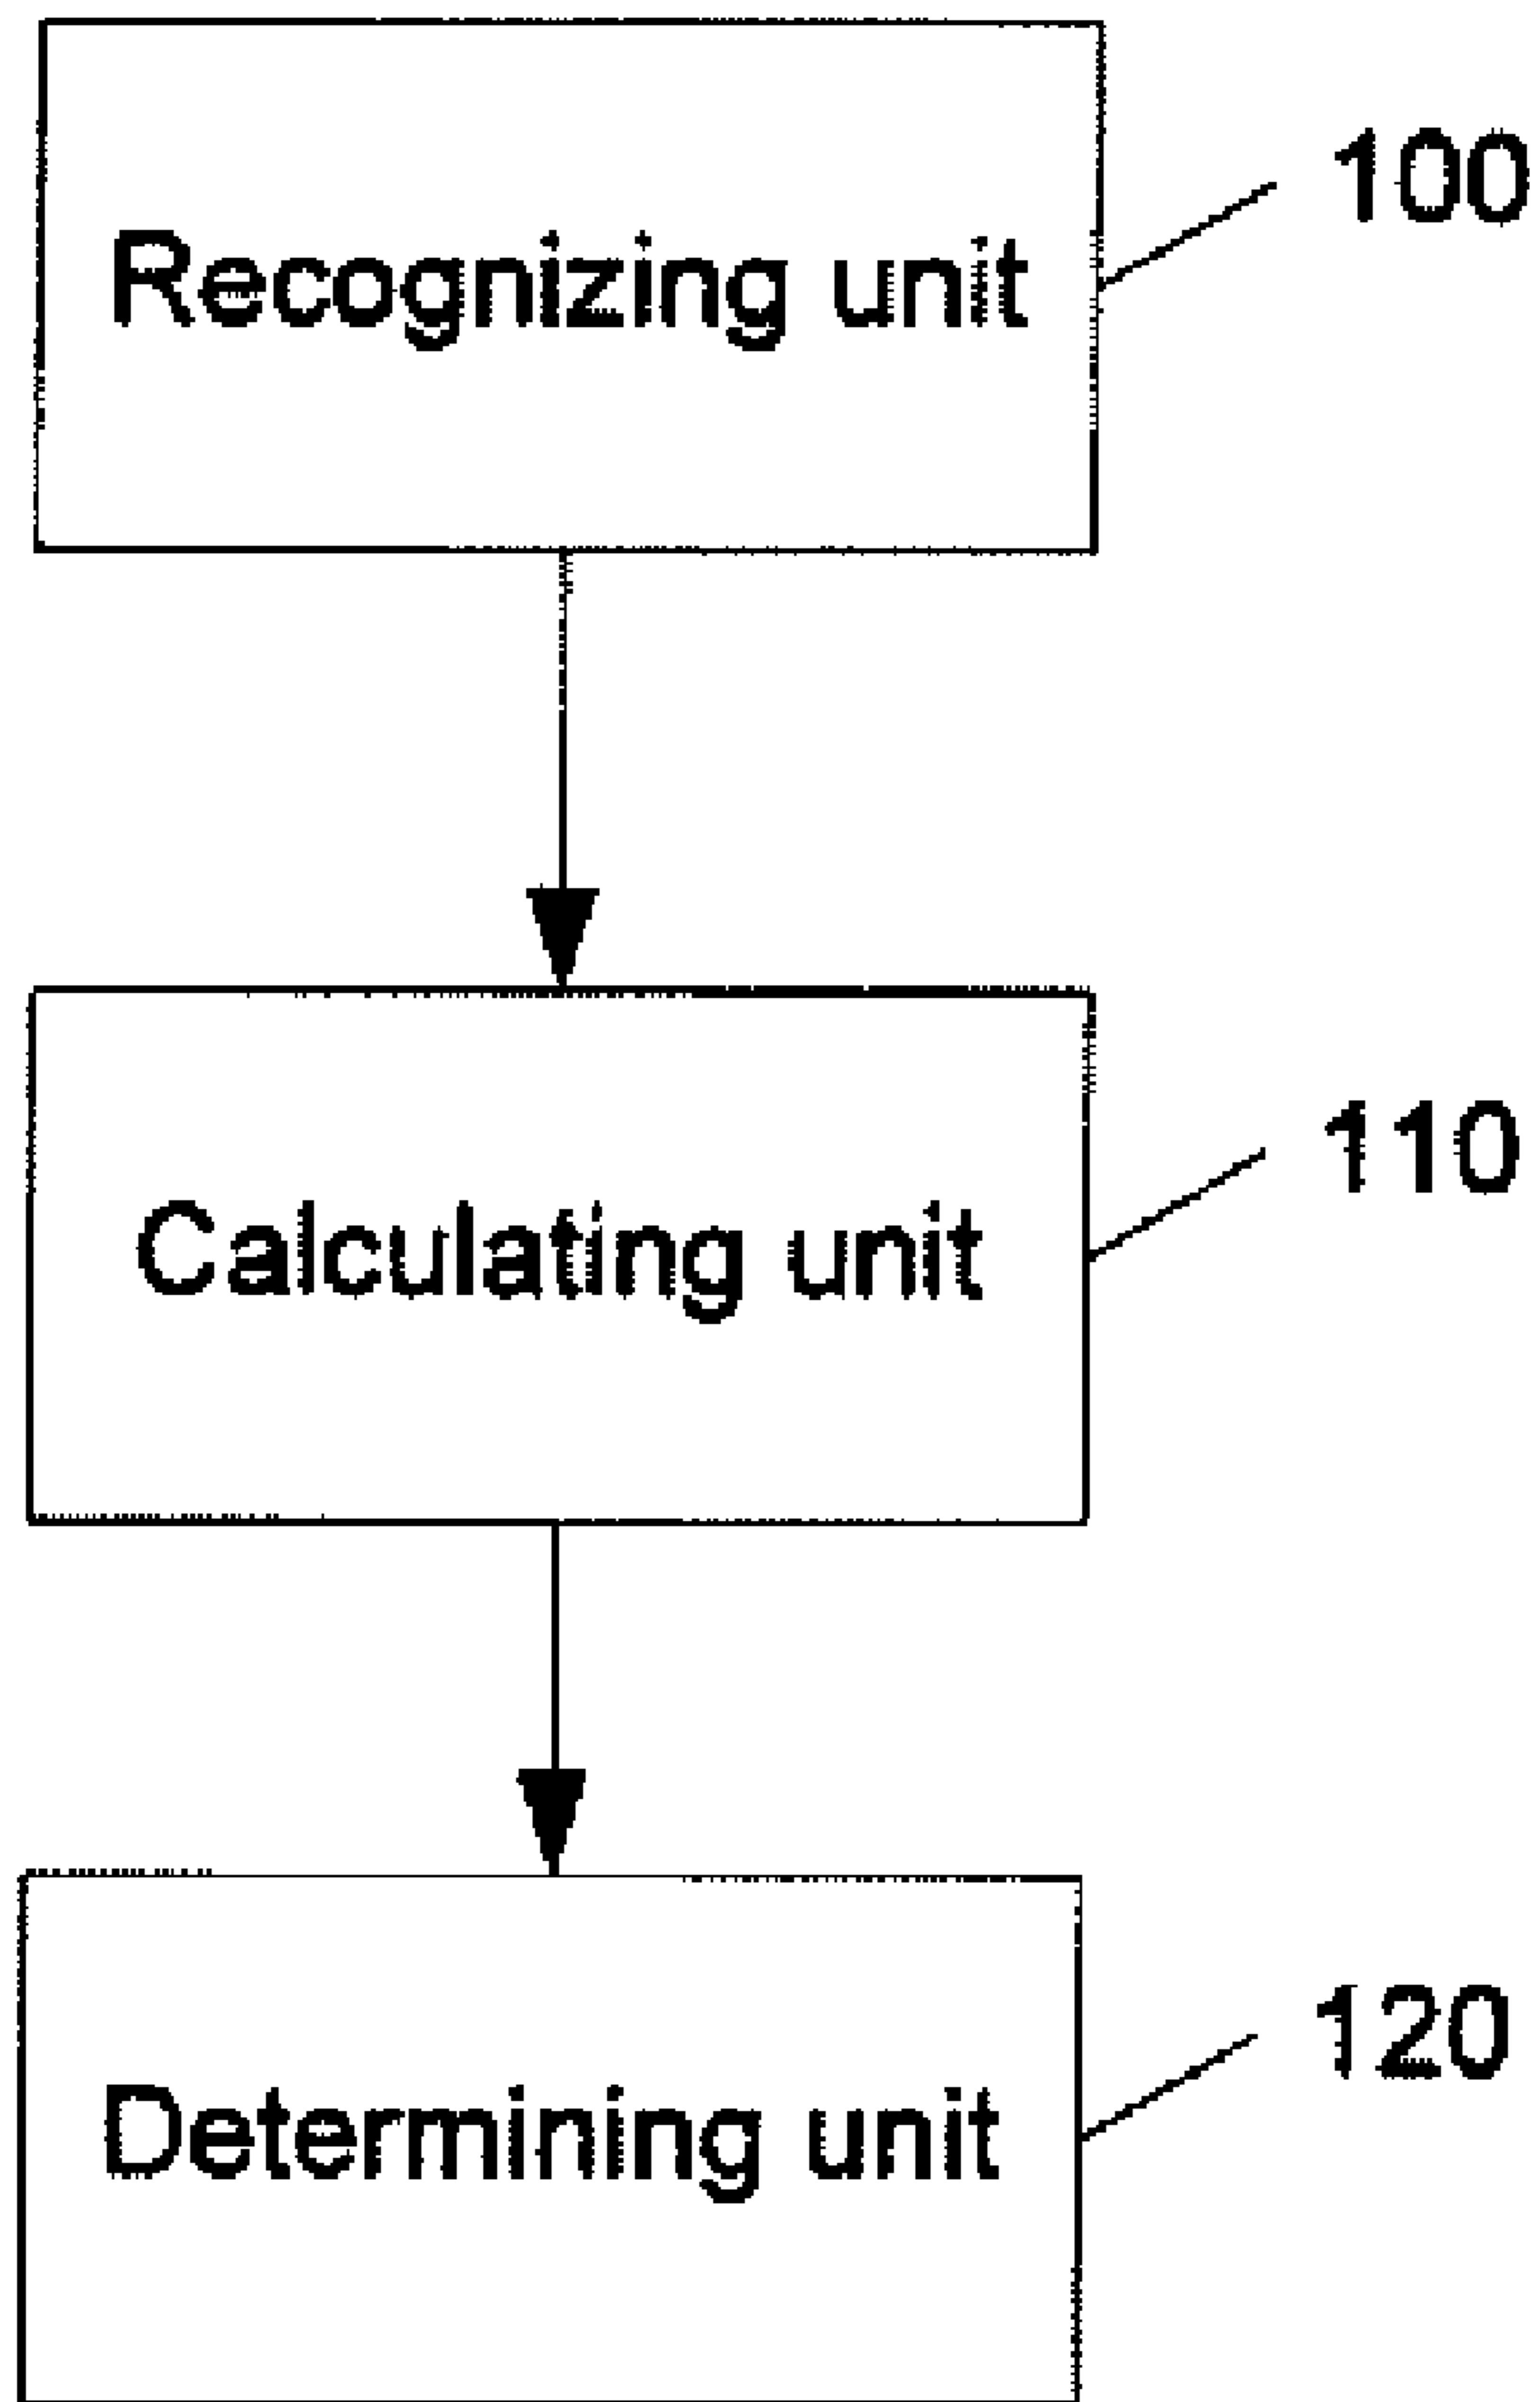 100
Recognizing unit
110
Calculating unit
120
Determining unit